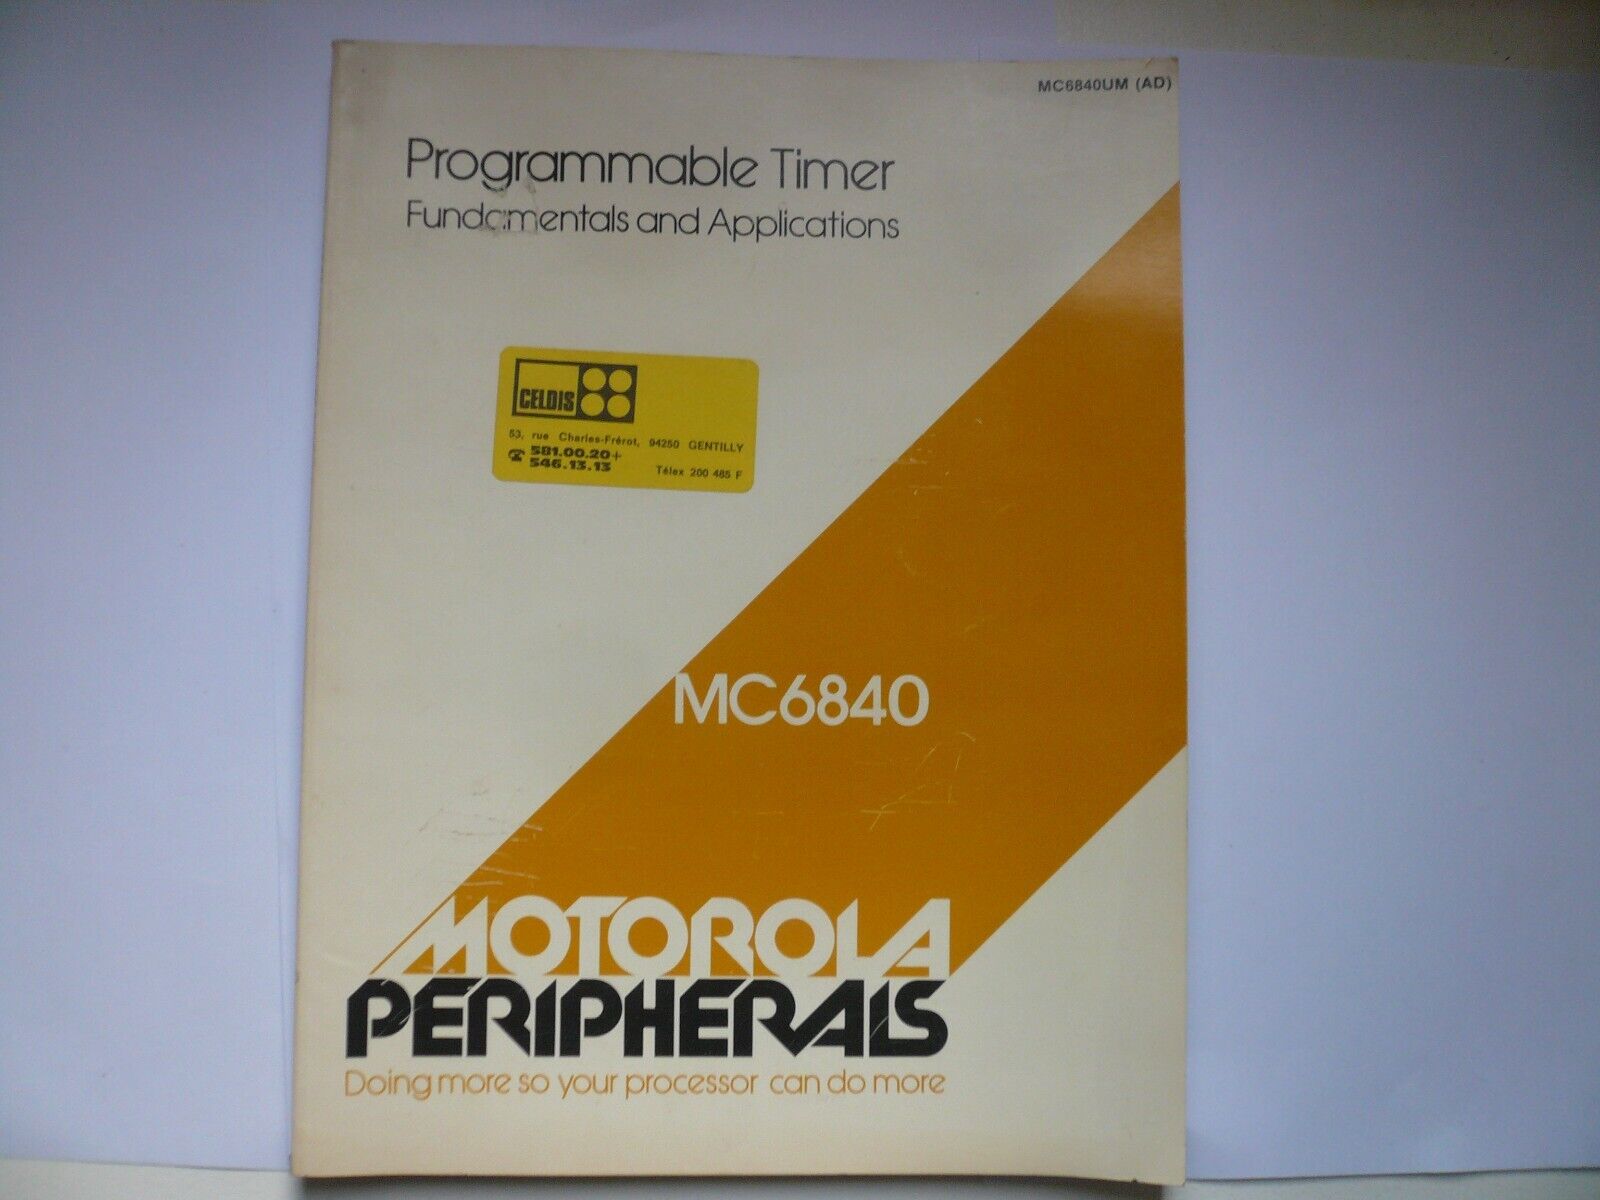 MC6840UM (AD)
Programmable Timer
Fundamentals and Applications
CELDIS
53, rue Charles-Frérot, 94250 GENTILLY
581.00.20+
546.13.13 Télex 200 485 F
MC6840
MOTOROLA
PERIPHERALS
Doing more so your processor can do more